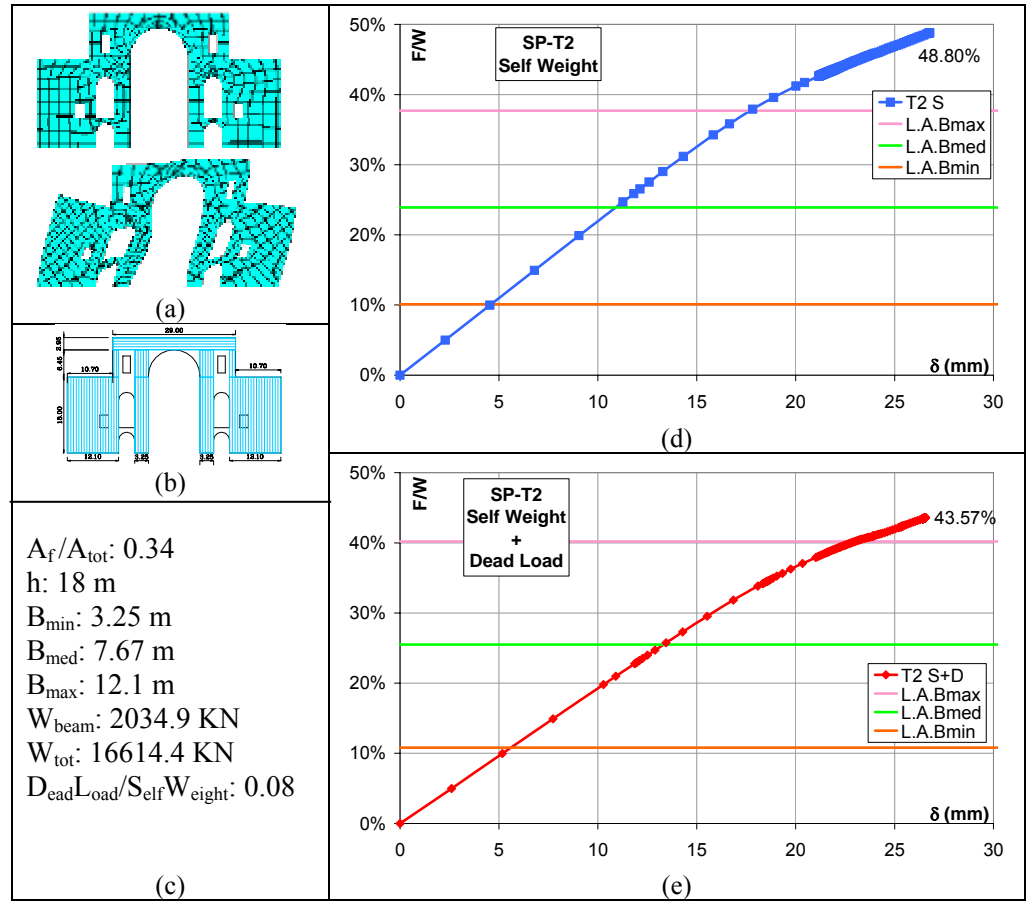 (a)
29.00
2.95
6.45
10.70
10.70
18.00
12.10
3.25
3.25
12.10
(b)
A_f/A_tot: 0.34
h: 18 m
B_min: 3.25 m
B_med: 7.67 m
B_max: 12.1 m
W_beam: 2034.9 KN
W_tot: 16614.4 KN
D_eadL_oad/S_elfW_eight: 0.08
(c)
50%
40%
30%
20%
10%
0%
F/W
SP-T2
Self Weight
48.80%
T2 S
L.A.Bmax
L.A.Bmed
L.A.Bmin
δ (mm)
0 5 10 15 20 25 30
(d)
50%
40%
30%
20%
10%
0%
F/W
SP-T2
Self Weight
+
Dead Load
43.57%
T2 S+D
L.A.Bmax
L.A.Bmed
L.A.Bmin
δ (mm)
0 5 10 15 20 25 30
(e)